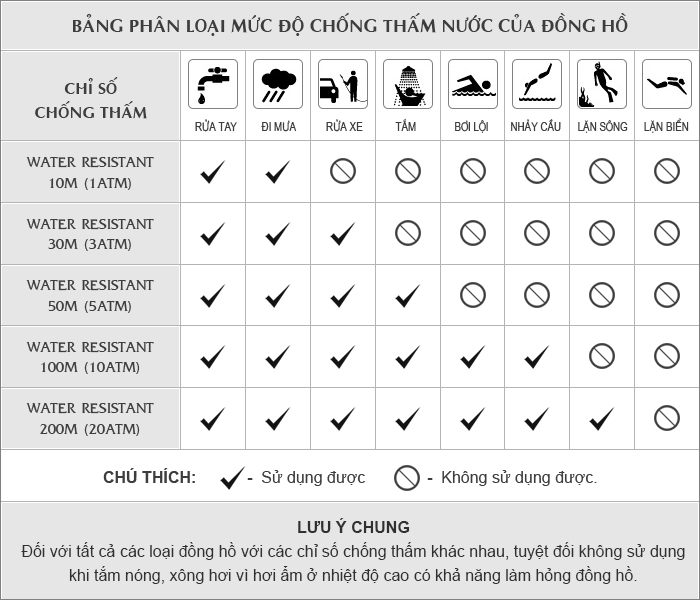 BẢNG PHÂN LOẠI MỨC ĐỘ CHỐNG THẤM NƯỚC CỦA ĐỒNG HỒ
CHỈ SỐ
CHỐNG THẤM
RỬA TAY ĐI MƯA RỬA XE TẮM BƠI LỘI NHẢY CẦU LẶN SÔNG LẶN BIỂN
WATER RESISTANT
10M (1ATM)
WATER RESISTANT
30M (3ATM)
WATER RESISTANT
50M (5ATM)
WATER RESISTANT
100M (10ATM)
WATER RESISTANT
200M (20ATM)
CHÚ THÍCH: - Sử dụng được - Không sử dụng được.
LƯU Ý CHUNG
Đối với tất cả các loại đồng hồ với các chỉ số chống thấm khác nhau, tuyệt đối không sử dụng
khi tắm nóng, xông hơi vì hơi ẩm ở nhiệt độ cao có khả năng làm hỏng đồng hồ.